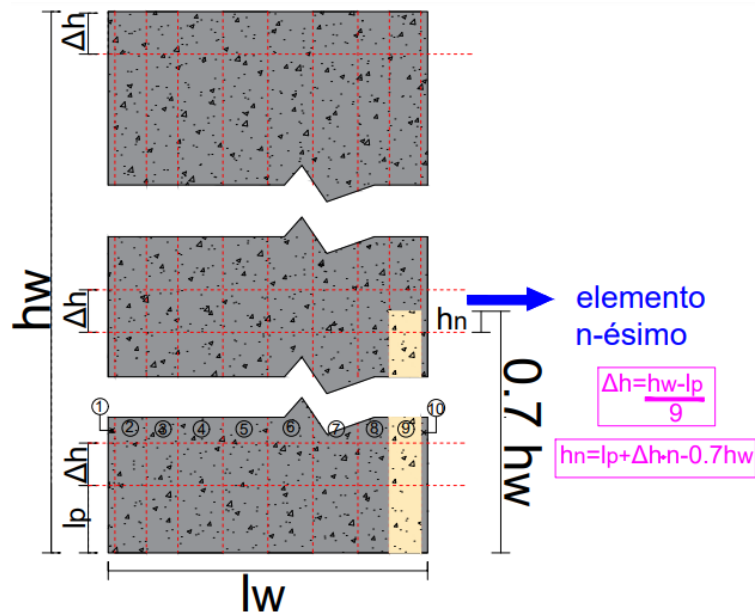 Δh
hw
Δh
hn
elemento
n-ésimo
Δh=hw-lp
9
hn=lp+Δh*n-0.7hw
0.7 hw
1
10
2 3 4 5 6 7 8 9
Δh
lp
lw